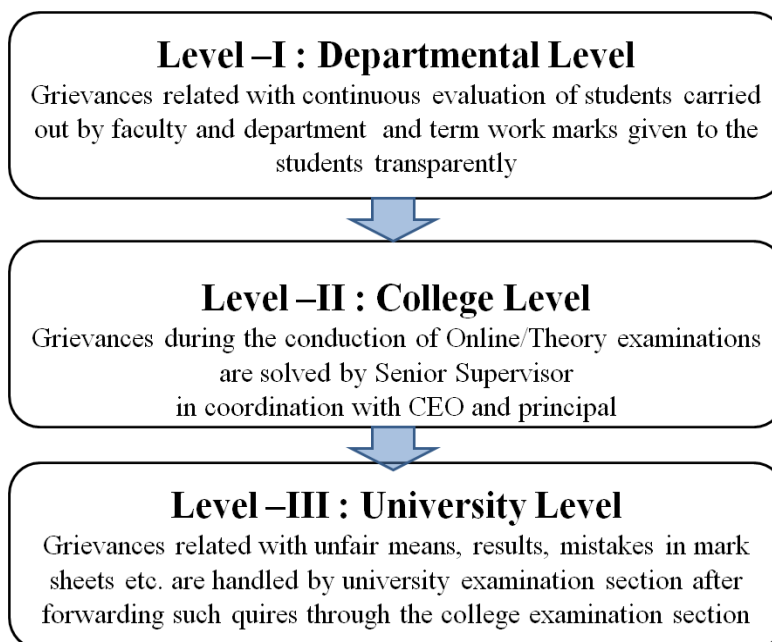 Level –I : Departmental Level
Grievances related with continuous evaluation of students carried
out by faculty and department and term work marks given to the
students transparently
Level –II : College Level
Grievances during the conduction of Online/Theory examinations
are solved by Senior Supervisor
in coordination with CEO and principal
Level –III : University Level
Grievances related with unfair means, results, mistakes in mark
sheets etc. are handled by university examination section after
forwarding such quires through the college examination section